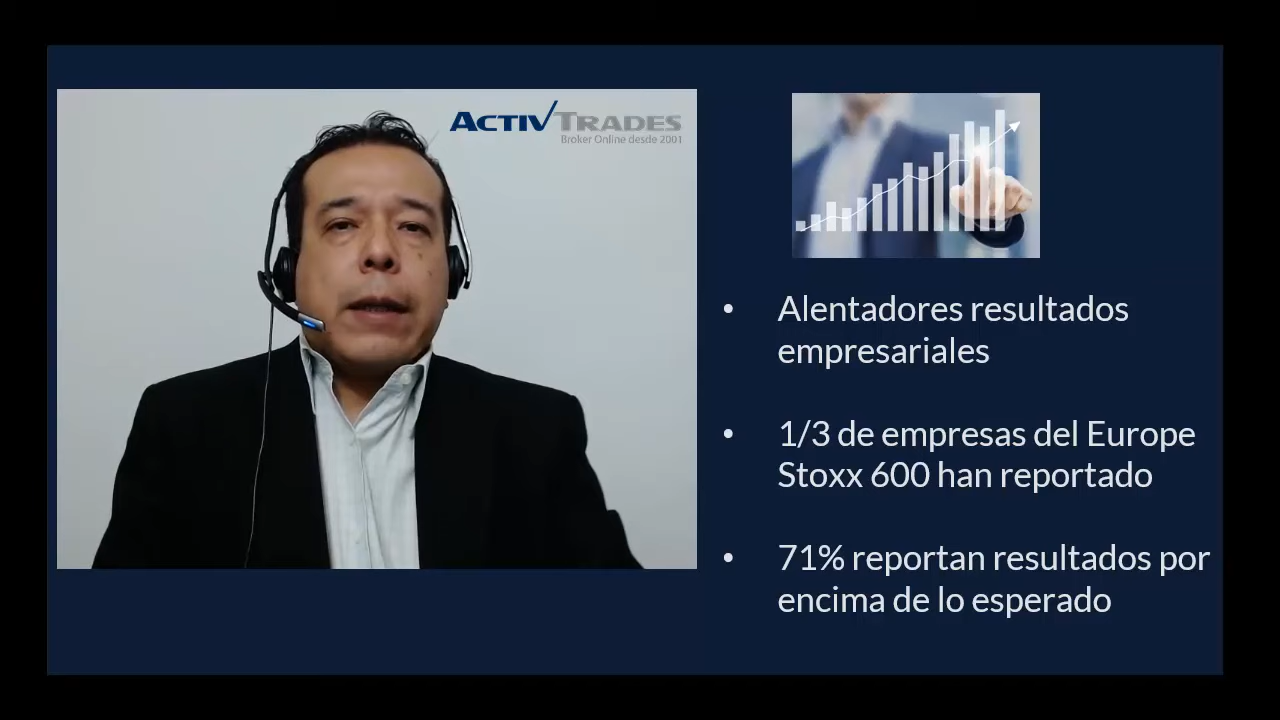 ACTIVTRADES
Broker Online desde 2001
• Alentadores resultados
empresariales
• 1/3 de empresas del Europe
Stoxx 600 han reportado
• 71% reportan resultados por
encima de lo esperado